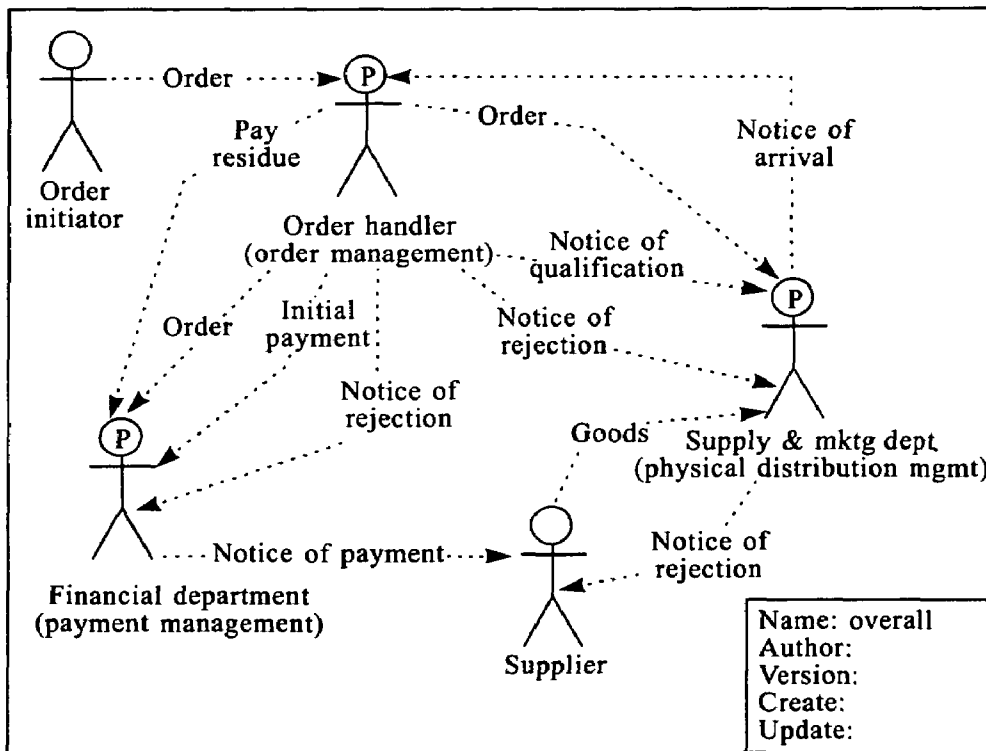 Order
P
Order
Pay
residue
Notice of
arrival
Order
initiator
Order handler
(order management)
Notice of
qualification
P
Initial
payment
Order
Notice of
rejection
Notice of
rejection
P
Goods
Supply & mktg dept.
(physical distribution mgmt)
Notice of payment
Notice of
rejection
Financial department
(payment management)
Supplier
Name: overall
Author:
Version:
Create:
Update: